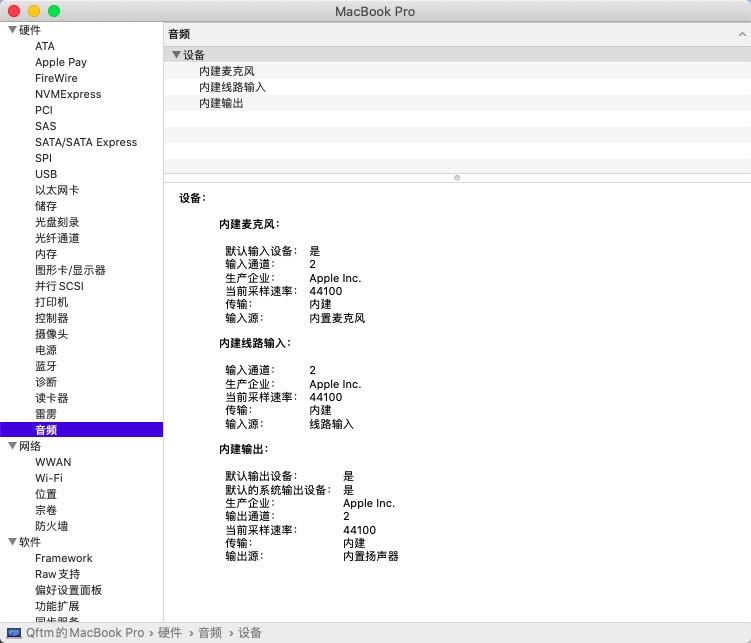 MacBook Pro
硬件
ATA
Apple Pay
FireWire
NVMExpress
PCI
SAS
SATA/SATA Express
SPI
USB
以太网卡
储存
光盘刻录
光纤通道
内存
图形卡/显示器
并行SCSI
打印机
控制器
摄像头
电源
蓝牙
诊断
读卡器
雷雳
音频
网络
WWAN
Wi-Fi
位置
宗卷
防火墙
软件
Framework
Raw支持
偏好设置面板
功能扩展
同步服务
音频
设备
内建麦克风
内建线路输入
内建输出
设备：
内建麦克风：
默认输入设备： 是
输入通道： 2
生产企业： Apple Inc.
当前采样速率： 44100
传输： 内建
输入源： 内置麦克风
内建线路输入：
输入通道： 2
生产企业： Apple Inc.
当前采样速率： 44100
传输： 内建
输入源： 线路输入
内建输出：
默认输出设备： 是
默认的系统输出设备： 是
生产企业： Apple Inc.
输出通道： 2
当前采样速率： 44100
传输： 内建
输出源： 内置扬声器
Qftm的MacBook Pro › 硬件 › 音频 › 设备